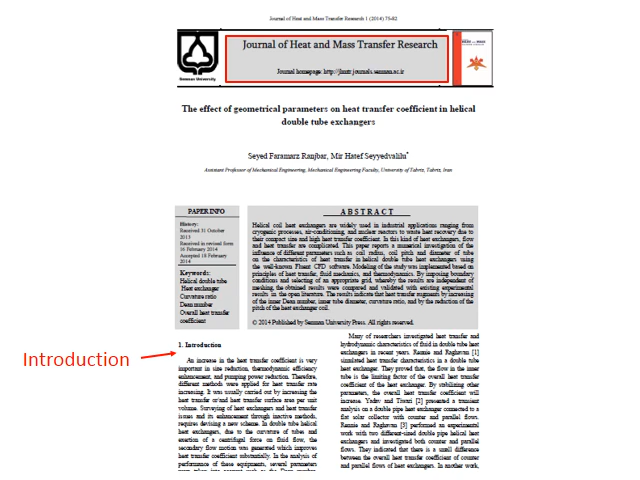 Journal of Heat and Mass Transfer Research 1 (2014) 75-82
Semnan University
Journal of Heat and Mass Transfer Research
Journal homepage: http://jhmtr.journals.semnan.ac.ir
The effect of geometrical parameters on heat transfer coefficient in helical
double tube exchangers
Seyed Faramarz Ranjbar, Mir Hatef Seyyedvalilu*
Assistant Professor of Mechanical Engineering, Mechanical Engineering Faculty, University of Tabriz, Tabriz, Iran
PAPER INFO
History:
Received 31 October
2013
Received in revised form
16 February 2014
Accepted 18 February
2014
Keywords:
Helical double tube
Heat exchanger
Curvature ratio
Dean number
Overall heat transfer
coefficient
ABSTRACT
Helical coil heat exchangers are widely used in industrial applications ranging from
cryogenic processes, air-conditioning, and nuclear reactors to waste heat recovery due to
their compact size and high heat transfer coefficient. In this kind of heat exchangers, flow
and heat transfer are complicated. This paper reports a numerical investigation of the
influence of different parameters such as coil radius, coil pitch and diameter of tube
on the characteristics of heat transfer in helical double tube heat exchangers using
the well-known Fluent CFD software. Modeling of the study was implemented based on
principles of heat transfer, fluid mechanics, and thermodynamics. By imposing boundary
conditions and selecting of an appropriate grid, whereby the results are independent of
meshing, the obtained results were compared and validated with existing experimental
results in the open literature. The results indicate that heat transfer augments by increasing
of the inner Dean number, inner tube diameter, curvature ratio, and by the reduction of the
pitch of the heat exchanger coil.
© 2014 Published by Semnan University Press. All rights reserved.
Introduction
1. Introduction
An increase in the heat transfer coefficient is very
important in size reduction, thermodynamic efficiency
enhancement, and pumping power reduction. Therefore,
different methods were applied for heat transfer rate
increasing. It was usually carried out by increasing the
heat transfer or/and heat transfer surface area per unit
volume. Surveying of heat exchangers and heat transfer
issues and its enhancement through inactive methods,
requires devising a new scheme. In double tube helical
heat exchangers, due to the curvature of tubes and
exertion of a centrifugal force on fluid flow, the
secondary flow motion was generated which improves
heat transfer coefficient substantially. In the analysis of
performance of these equipments, several parameters
Many of researchers investigated heat transfer and
hydrodynamic characteristics of fluid in double tube heat
exchangers in recent years. Rennie and Raghavan [1]
simulated heat transfer characteristics in a double tube
heat exchanger. They proved that, the flow in the inner
tube is the limiting factor of the overall heat transfer
coefficient of the heat exchanger. By stabilizing other
parameters, the overall heat transfer coefficient will
increase. Yadav and Tiwari [2] presented a transient
analysis on a double pipe heat exchanger connected to a
flat solar collector with counter and parallel flows.
Rennie and Raghavan [3] performed an experimental
work with two different-sized double pipe helical heat
exchangers and investigated both counter and parallel
flows. They indicated that there is a small difference
between the overall heat transfer coefficient of counter
and parallel flows of heat exchangers. In another work,